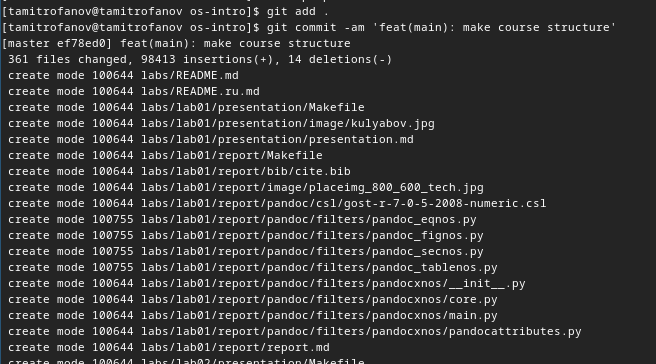 [tamitrofanov@tamitrofanov os-intro]$ git add .
[tamitrofanov@tamitrofanov os-intro]$ git commit -am 'feat(main): make course structure'
[master ef78ed0] feat(main): make course structure
 361 files changed, 98413 insertions(+), 14 deletions(-)
 create mode 100644 labs/README.md
 create mode 100644 labs/README.ru.md
 create mode 100644 labs/lab01/presentation/Makefile
 create mode 100644 labs/lab01/presentation/image/kulyabov.jpg
 create mode 100644 labs/lab01/presentation/presentation.md
 create mode 100644 labs/lab01/report/Makefile
 create mode 100644 labs/lab01/report/bib/cite.bib
 create mode 100644 labs/lab01/report/image/placeimg_800_600_tech.jpg
 create mode 100644 labs/lab01/report/pandoc/csl/gost-r-7-0-5-2008-numeric.csl
 create mode 100755 labs/lab01/report/pandoc/filters/pandoc_eqnos.py
 create mode 100755 labs/lab01/report/pandoc/filters/pandoc_fignos.py
 create mode 100755 labs/lab01/report/pandoc/filters/pandoc_secnos.py
 create mode 100755 labs/lab01/report/pandoc/filters/pandoc_tablenos.py
 create mode 100644 labs/lab01/report/pandoc/filters/pandocxnos/__init__.py
 create mode 100644 labs/lab01/report/pandoc/filters/pandocxnos/core.py
 create mode 100644 labs/lab01/report/pandoc/filters/pandocxnos/main.py
 create mode 100644 labs/lab01/report/pandoc/filters/pandocxnos/pandocattributes.py
 create mode 100644 labs/lab01/report/report.md
 create mode 100644 labs/lab02/presentation/Makefile